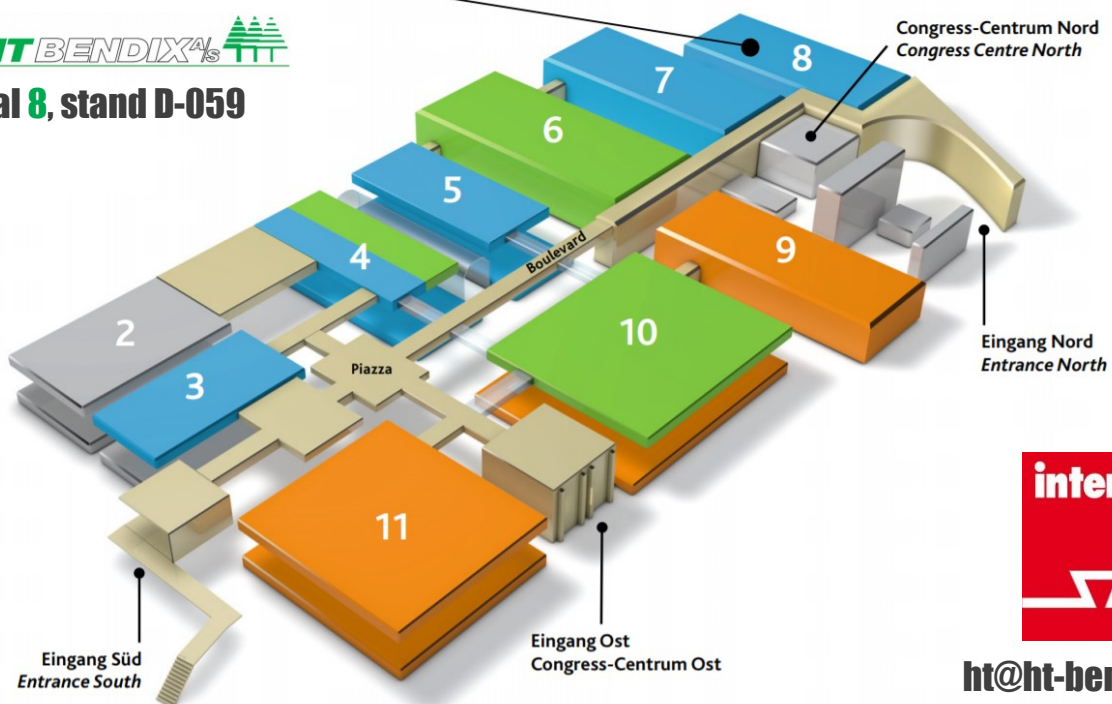 HT BENDIX A/S
al 8, stand D-059
Congress-Centrum Nord
Congress Centre North
8
7
6
5
Boulevard
4
9
2
10
3
Piazza
Eingang Nord
Entrance North
11
inter
Eingang Ost
Congress-Centrum Ost
Eingang Süd
Entrance South
ht@ht-ben